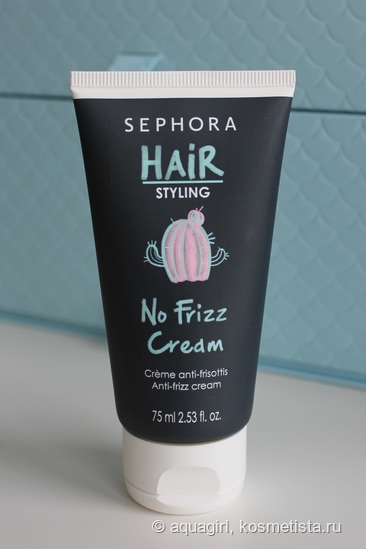 SEPHORA
HAiR
STYLING
No Frizz
Cream
Crème anti-frisottis
Anti-frizz cream
75 ml 2.53 fl. oz.
© aquagirl, kosmetista.ru